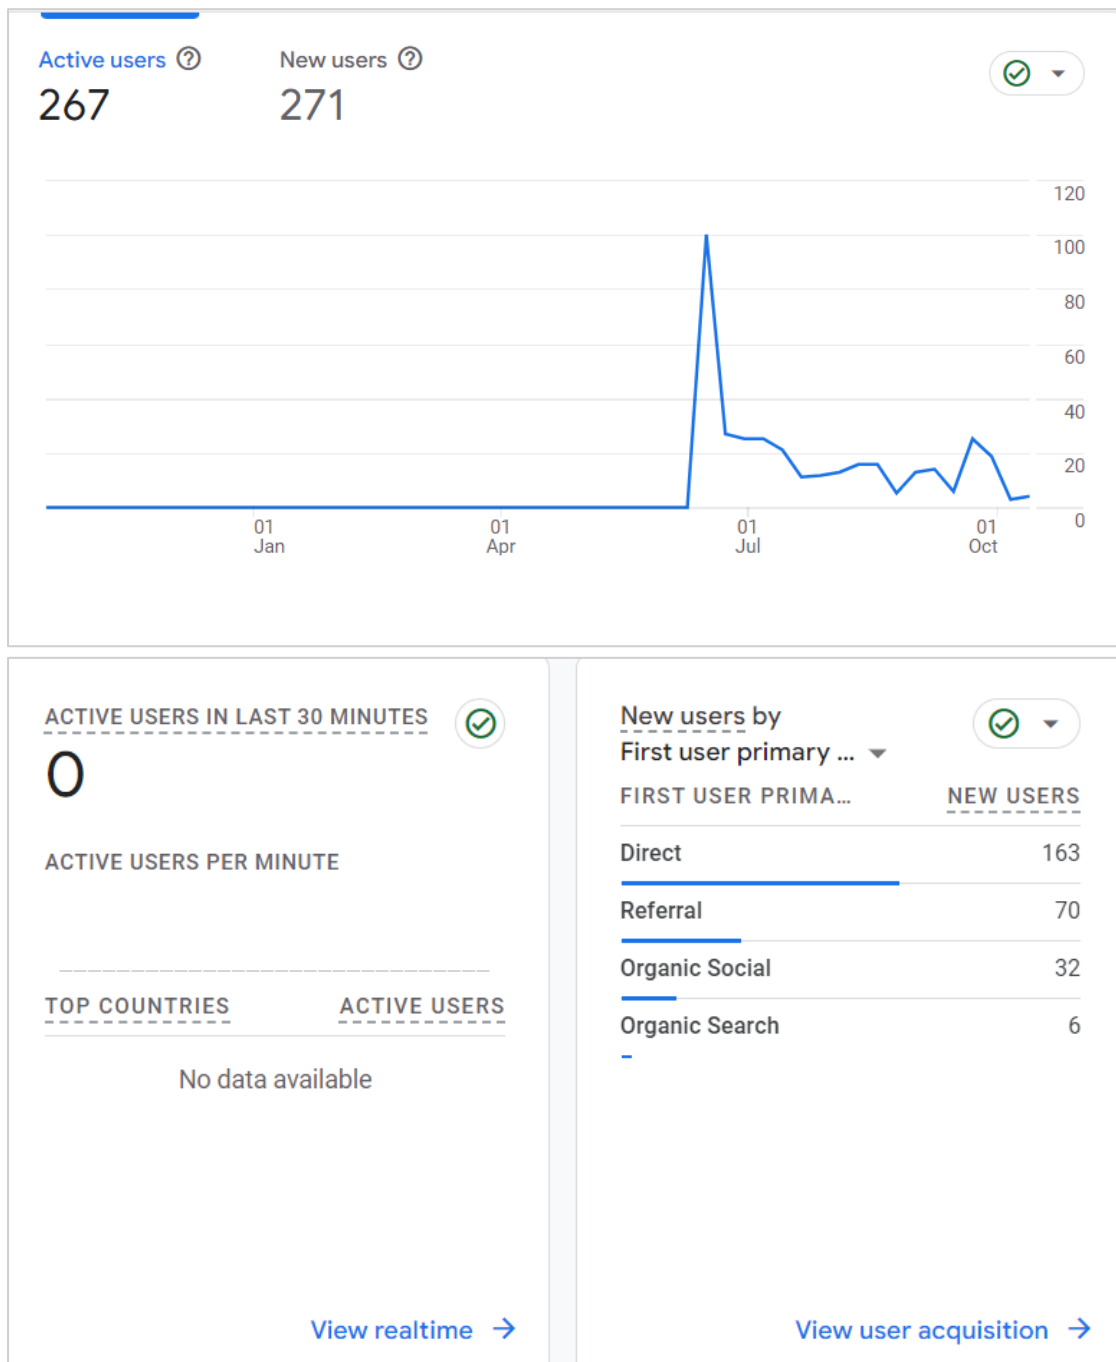 Active users
New users
267
271
120
100
80
60
40
20
0
01
Jan
01
Apr
01
Jul
01
Oct
ACTIVE USERS IN LAST 30 MINUTES
0
ACTIVE USERS PER MINUTE
TOP COUNTRIES
ACTIVE USERS
No data available
View realtime
New users by
First user primary ...
FIRST USER PRIMA...
NEW USERS
Direct
163
Referral
70
Organic Social
32
Organic Search
6
View user acquisition